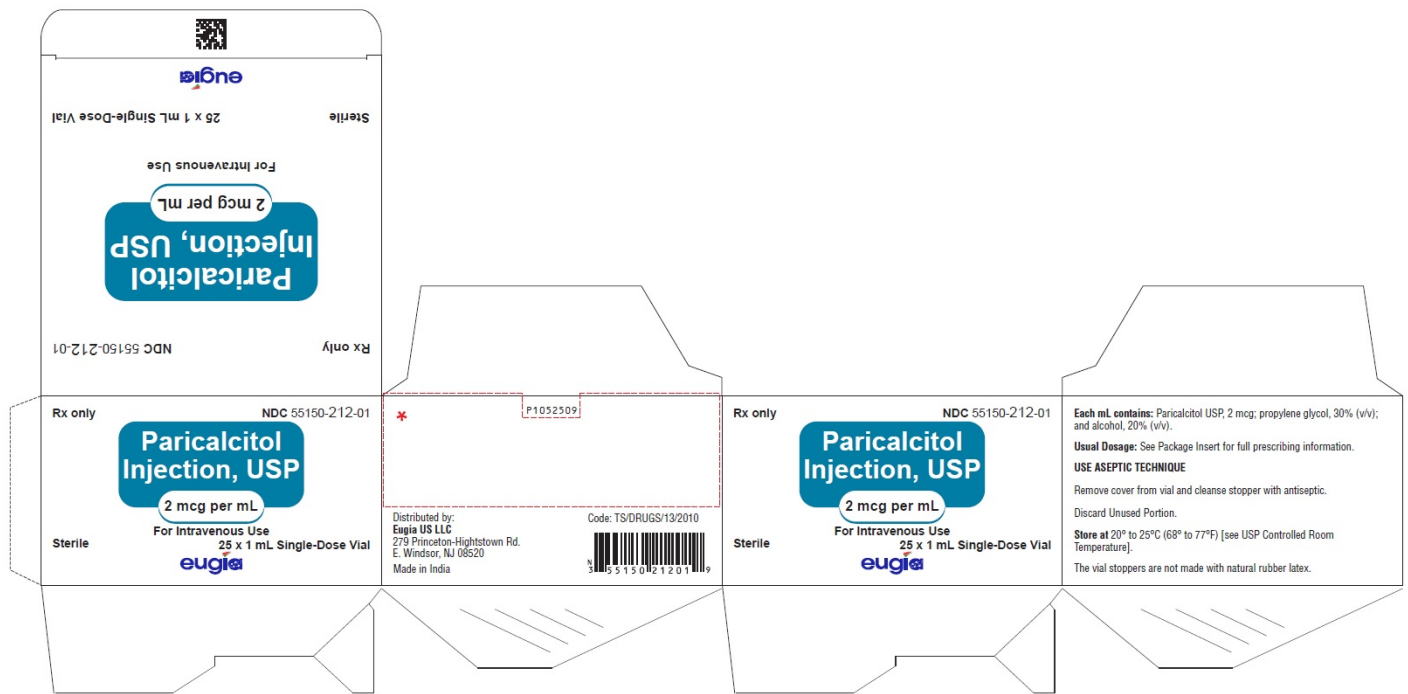 eugia
Sterile
25 x 1 mL Single-Dose Vial
For Intravenous Use
2 mcg per mL
Paricalcitol
Injection, USP
Rx only
NDC 55150-212-01
Rx only
NDC 55150-212-01
Paricalcitol
Injection, USP
2 mcg per mL
For Intravenous Use
Sterile
25 x 1 mL Single-Dose Vial
eugia
*
P1052509
Distributed by:
Eugia US LLC
279 Princeton-Hightstown Rd.
E. Windsor, NJ 08520
Made in India
Code: TS/DRUGS/13/2010
N
3 55150 21201 9
Rx only
NDC 55150-212-01
Paricalcitol
Injection, USP
2 mcg per mL
For Intravenous Use
Sterile
25 x 1 mL Single-Dose Vial
eugia
Each mL contains: Paricalcitol USP, 2 mcg; propylene glycol, 30% (v/v);
and alcohol, 20% (v/v).
Usual Dosage: See Package Insert for full prescribing information.
USE ASEPTIC TECHNIQUE
Remove cover from vial and cleanse stopper with antiseptic.
Discard Unused Portion.
Store at 20° to 25°C (68° to 77°F) [see USP Controlled Room
Temperature].
The vial stoppers are not made with natural rubber latex.